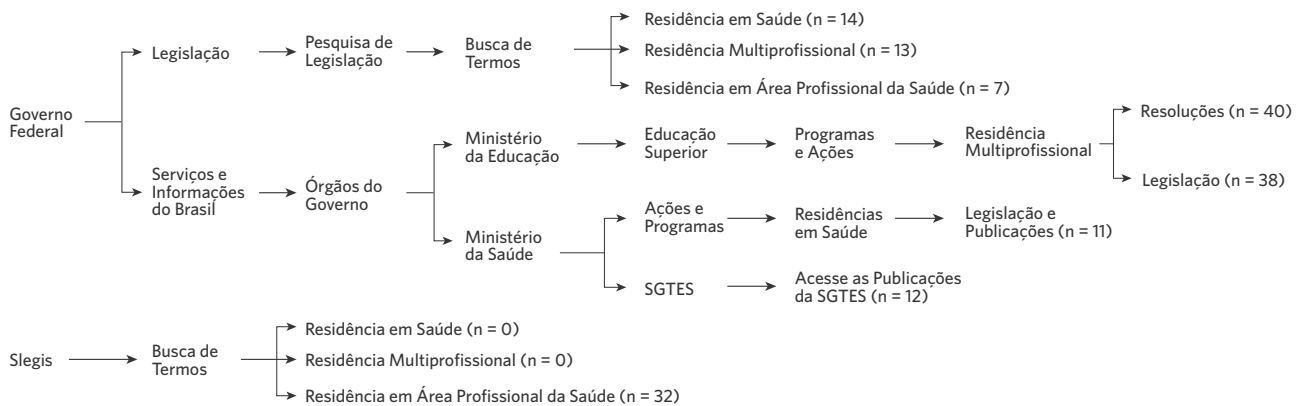 Governo
Federal
Legislação
Pesquisa de
Legislação
Busca de
Termos
Residência em Saúde (n = 14)
Residência Multiprofissional (n = 13)
Residência em Área Profissional da Saúde (n = 7)
Serviços e
Informações
do Brasil
Órgãos do
Governo
Ministério
da Educação
Educação
Superior
Programas
e Ações
Residência
Multiprofissional
Resoluções (n = 40)
Legislação (n = 38)
Ministério
da Saúde
Ações e
Programas
Residências
em Saúde
Legislação e
Publicações (n = 11)
SGTES
Acesse as Publicações
da SGTES (n = 12)
Slegis
Busca de
Termos
Residência em Saúde (n = 0)
Residência Multiprofissional (n = 0)
Residência em Área Profissional da Saúde (n = 32)